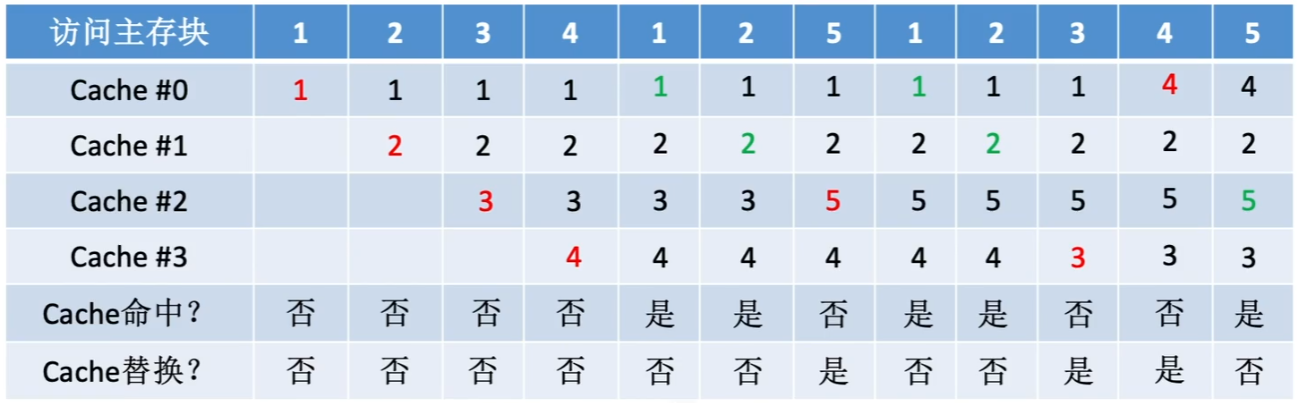 访问主存块 1 2 3 4 1 2 5 1 2 3 4 5
Cache #0 1 1 1 1 1 1 1 1 1 1 4 4
Cache #1 2 2 2 2 2 2 2 2 2 2 2
Cache #2 3 3 3 3 5 5 5 5 5 5
Cache #3 4 4 4 4 4 4 3 3 3
Cache命中? 否 否 否 否 是 是 否 是 是 否 否 是
Cache替换? 否 否 否 否 否 否 是 否 否 是 是 否